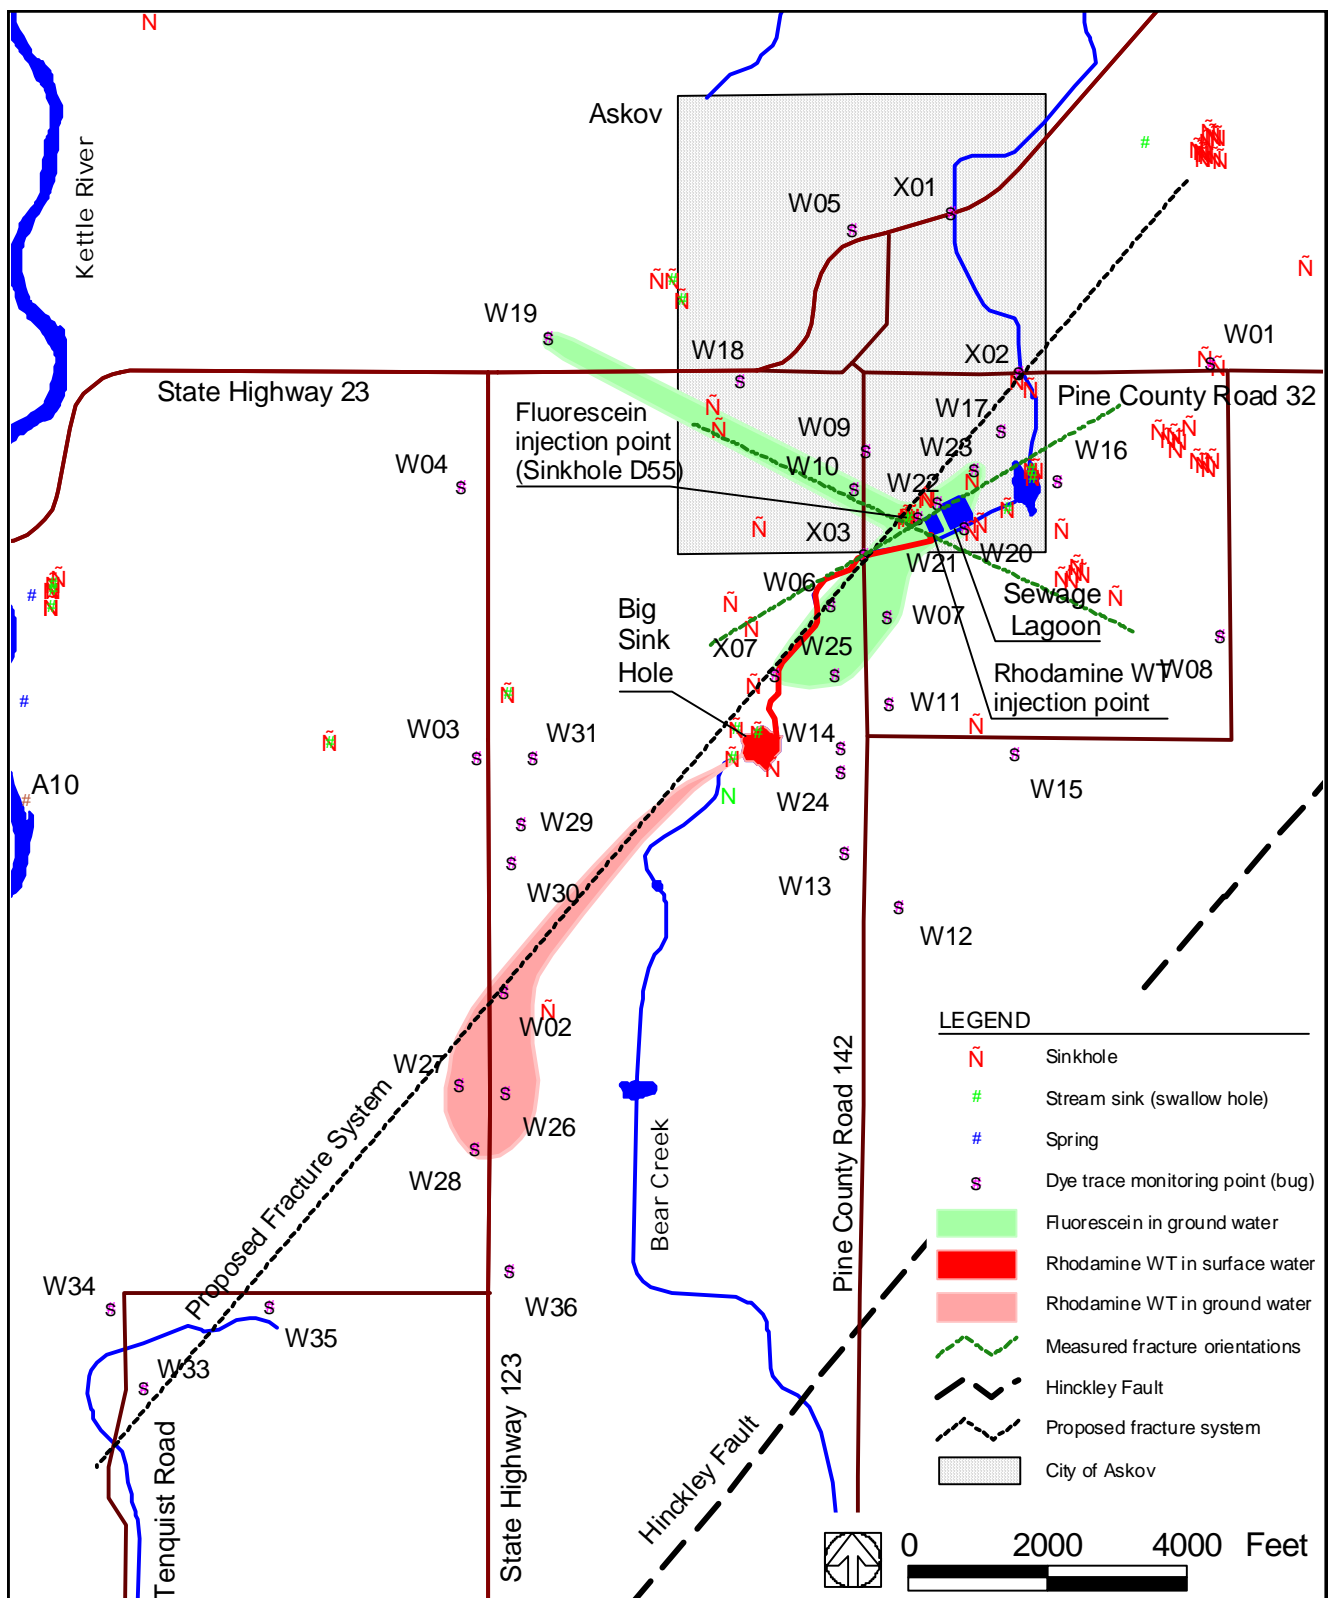 Askov
Kettle River
W05
X01
W19
W18
X02
W01
State Highway 23
Pine County Road 32
Fluorescein
injection point
(Sinkhole D55)
W09
W17
W10
W23
W22
W16
W04
X03
W21
W20
W06
Sewage
Lagoon
Big
Sink
Hole
W07
X07
W25
W08
Rhodamine WT
injection point
W11
W03
W31
W14
A10
W24
W15
W29
W30
W13
W12
W02
W27
W26
W28
Proposed Fracture System
Bear Creek
Pine County Road 142
W34
W35
W36
W33
Tenquist Road
State Highway 123
Hinckley Fault
LEGEND
Ñ Sinkhole
# Stream sink (swallow hole)
# Spring
$ Dye trace monitoring point (bug)
Fluorescein in ground water
Rhodamine WT in surface water
Rhodamine WT in ground water
Measured fracture orientations
Hinckley Fault
Proposed fracture system
City of Askov
0 2000 4000 Feet